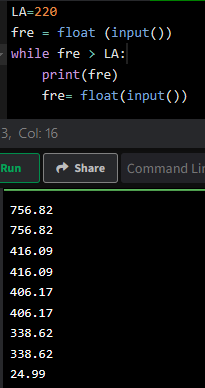 LA=220
fre = float (input())
while fre > LA:
    print(fre)
    fre= float(input())
3, Col: 16
Run
Share
Command Lin
756.82
756.82
416.09
416.09
406.17
406.17
338.62
338.62
24.99